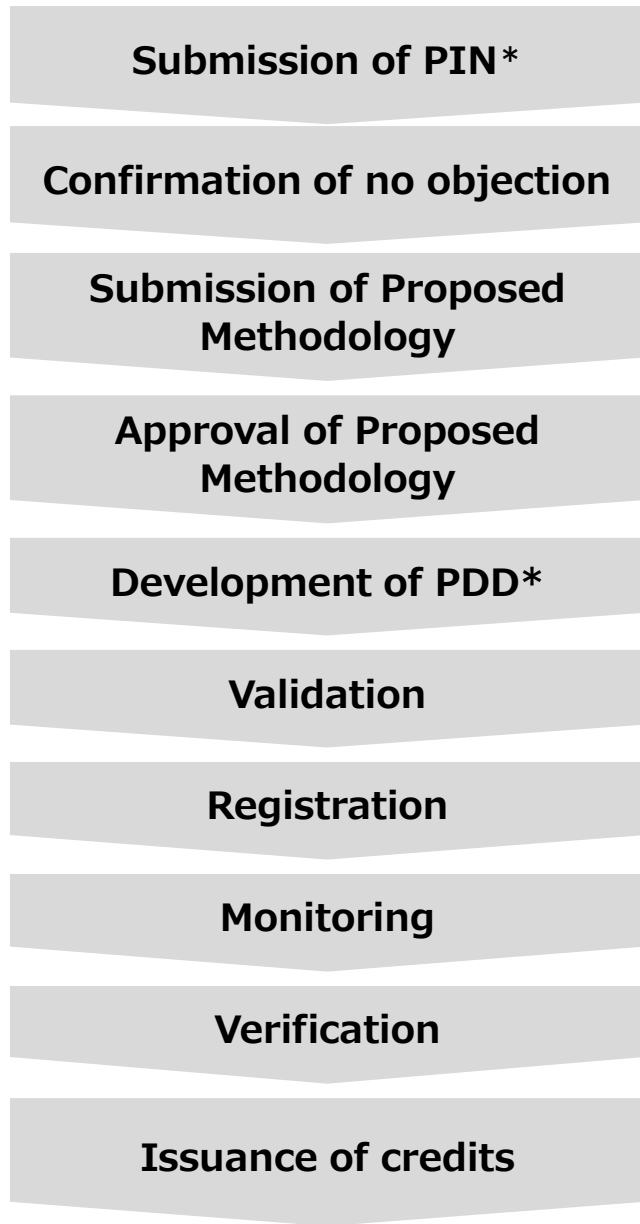 Submission of PIN*
Confirmation of no objection
Submission of Proposed
Methodology
Approval of Proposed
Methodology
Development of PDD*
Validation
Registration
Monitoring
Verification
Issuance of credits